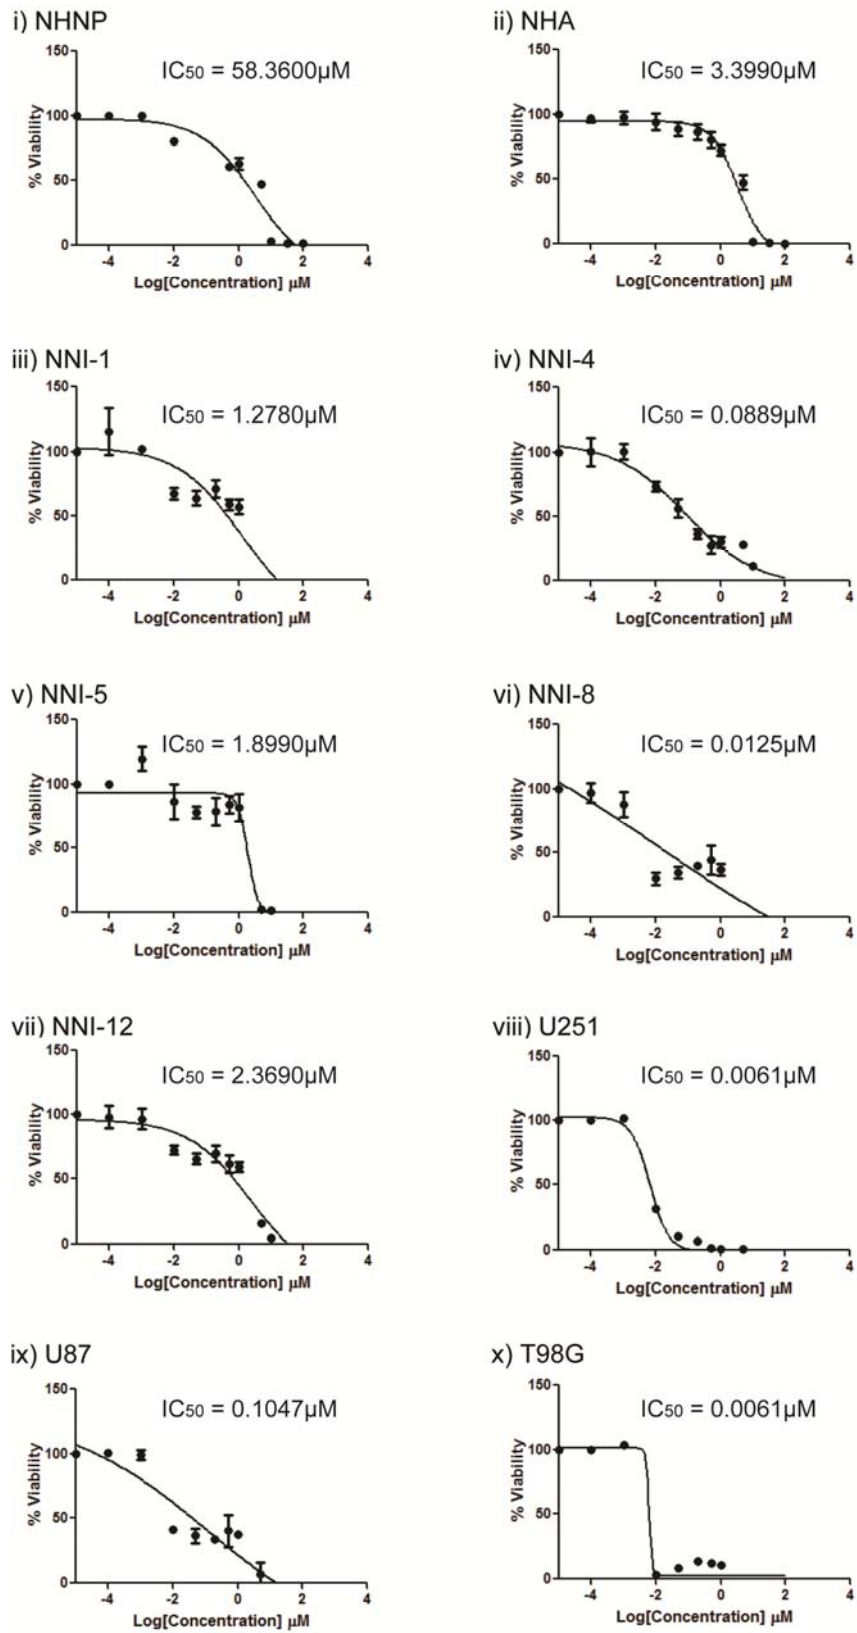 i) NHNP
IC50 = 58.3600µM
150
100
50
0
% Viability
-4 -2 0 2 4
Log[Concentration] µM
ii) NHA
IC50 = 3.3990µM
150
100
50
0
% Viability
-4 -2 0 2 4
Log[Concentration] µM
iii) NNI-1
IC50 = 1.2780µM
150
100
50
0
% Viability
-4 -2 0 2 4
Log[Concentration] µM
iv) NNI-4
IC50 = 0.0889µM
150
100
50
0
% Viability
-4 -2 0 2 4
Log[Concentration] µM
v) NNI-5
IC50 = 1.8990µM
150
100
50
0
% Viability
-4 -2 0 2 4
Log[Concentration] µM
vi) NNI-8
IC50 = 0.0125µM
150
100
50
0
% Viability
-4 -2 0 2 4
Log[Concentration] µM
vii) NNI-12
IC50 = 2.3690µM
150
100
50
0
% Viability
-4 -2 0 2 4
Log[Concentration] µM
viii) U251
IC50 = 0.0061µM
150
100
50
0
% Viability
-4 -2 0 2 4
Log[Concentration] µM
ix) U87
IC50 = 0.1047µM
150
100
50
0
% Viability
-4 -2 0 2 4
Log[Concentration] µM
x) T98G
IC50 = 0.0061µM
150
100
50
0
% Viability
-4 -2 0 2 4
Log[Concentration] µM